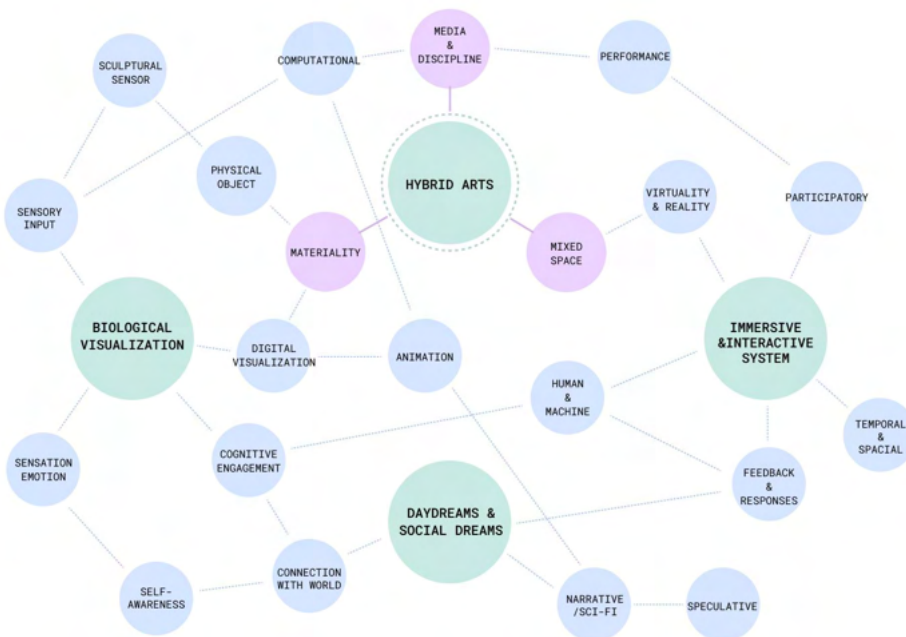 MEDIA
&
DISCIPLINE
SCULPTURAL
SENSOR
COMPUTATIONAL
PERFORMANCE
PHYSICAL
OBJECT
HYBRID ARTS
VIRTUALITY
& REALITY
PARTICIPATORY
SENSORY
INPUT
MATERIALITY
MIXED
SPACE
BIOLOGICAL
VISUALIZATION
IMMERSIVE
&INTERACTIVE
SYSTEM
DIGITAL
VISUALIZATION
ANIMATION
HUMAN
&
MACHINE
TEMPORAL
&
SPACIAL
SENSATION
EMOTION
COGNITIVE
ENGAGEMENT
FEEDBACK
&
RESPONSES
DAYDREAMS &
SOCIAL DREAMS
CONNECTION
WITH WORLD
SELF-
AWARENESS
NARRATIVE
/SCI-FI
SPECULATIVE